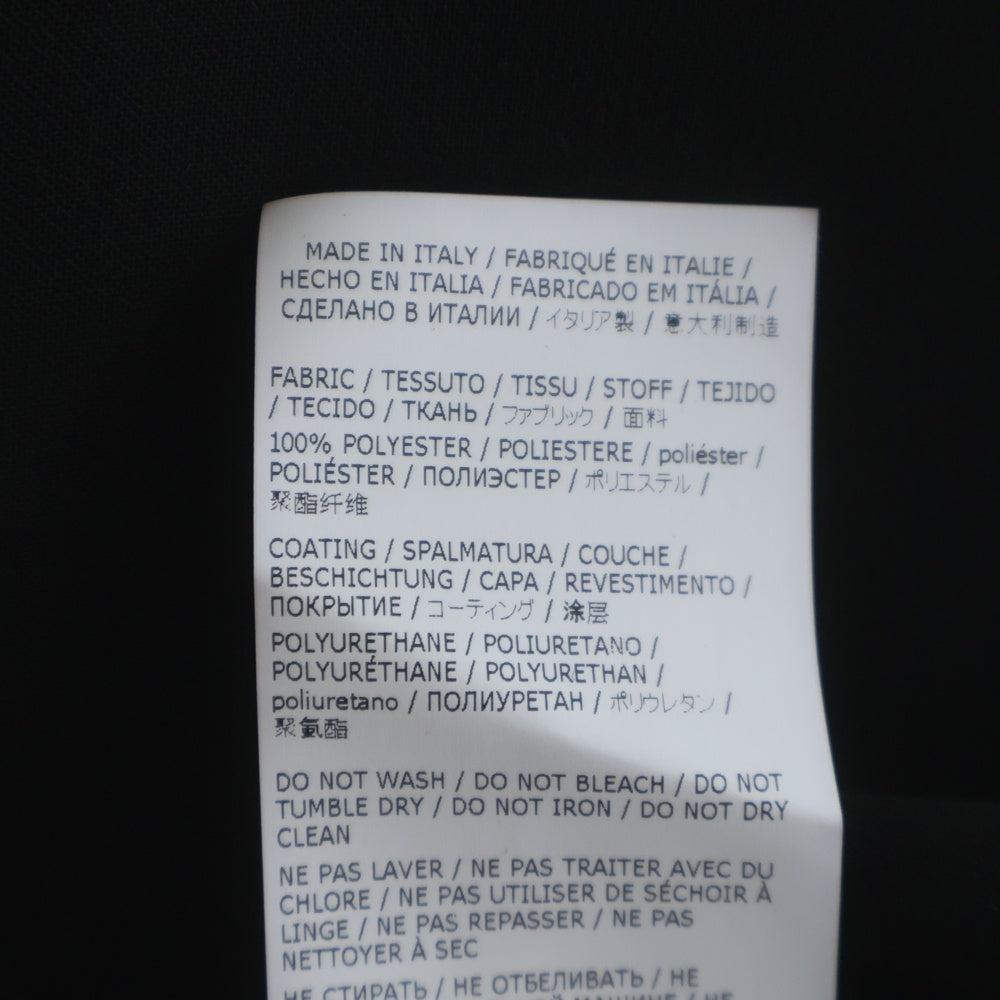 MADE IN ITALY / FABRIQUÉ EN ITALIE /
HECHO EN ITALIA / FABRICADO EM ITÁLIA /
СДЕЛАНО В ИТАЛИИ / イタリア製 / 意大利制造
FABRIC / TESSUTO / TISSU / STOFF / TEJIDO
/ TECIDO / ТКАНЬ / ファブリック / 面料
100% POLYESTER / POLIESTERE / poliéster /
POLIÉSTER / ПОЛИЭСТЕР / ポリエステル /
聚酯纤维
COATING / SPALMATURA / COUCHE /
BESCHICHTUNG / CAPA / REVESTIMENTO /
ПОКРЫТИЕ / コーティング / 涂层
POLYURETHANE / POLIURETANO /
POLYURÉTHANE / POLYURETHAN /
poliuretano / ПОЛИУРЕТАН / ポリウレタン /
聚氨酯
DO NOT WASH / DO NOT BLEACH / DO NOT
TUMBLE DRY / DO NOT IRON / DO NOT DRY
CLEAN
NE PAS LAVER / NE PAS TRAITER AVEC DU
CHLORE / NE PAS UTILISER DE SÉCHOIR À
LINGE / NE PAS REPASSER / NE PAS
NETTOYER À SEC
НЕ СТИРАТЬ / НЕ ОТБЕЛИВАТЬ / НЕ